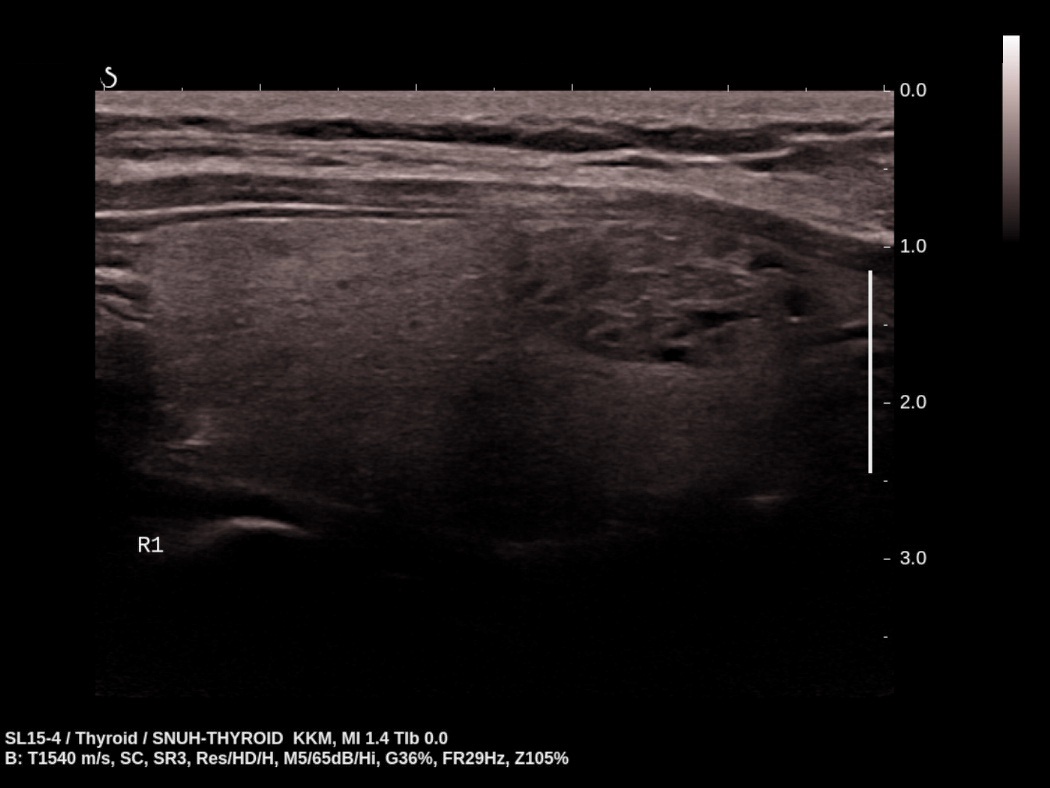 S
0.0
1.0
2.0
3.0
R1
SL15-4 / Thyroid / SNUH-THYROID  KKM, MI 1.4 TIb 0.0
B: T1540 m/s, SC, SR3, Res/HD/H, M5/65dB/Hi, G36%, FR29Hz, Z105%